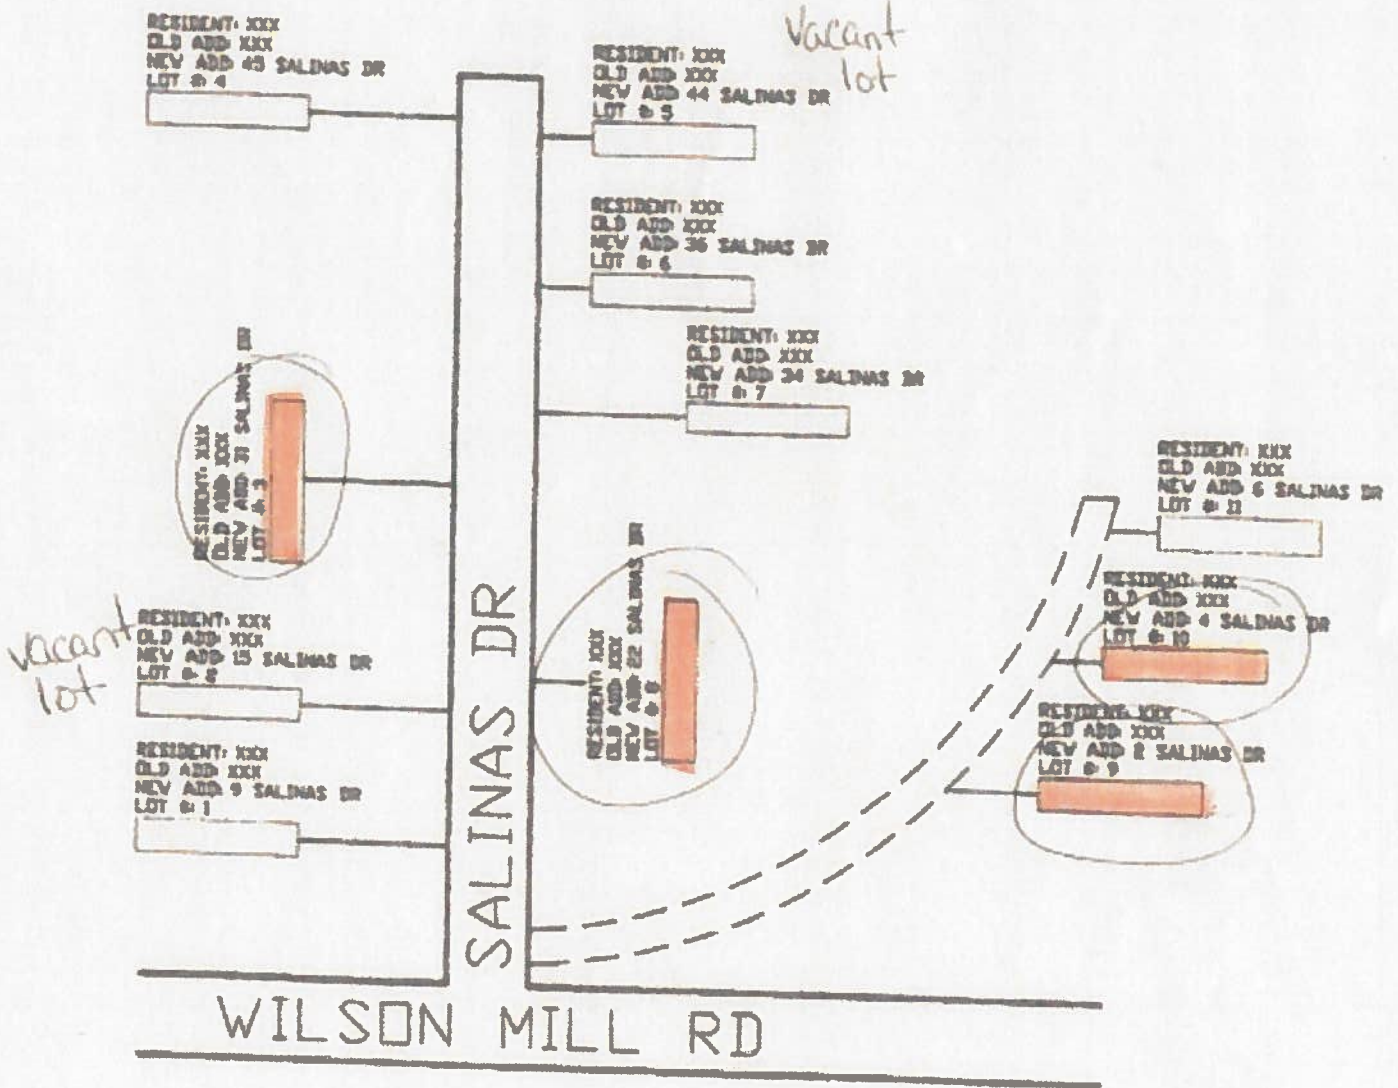 RESIDENT: XXX
OLD ADD: XXX
NEW ADD: 45 SALINAS DR
LOT #: 4
vacant
lot
RESIDENT: XXX
OLD ADD: XXX
NEW ADD: 44 SALINAS DR
LOT #: 5
RESIDENT: XXX
OLD ADD: XXX
NEW ADD: 36 SALINAS DR
LOT #: 6
RESIDENT: XXX
OLD ADD: XXX
NEW ADD: 34 SALINAS DR
LOT #: 7
RESIDENT: XXX
OLD ADD: XXX
NEW ADD: 31 SALINAS DR
LOT #: 3
RESIDENT: XXX
OLD ADD: XXX
NEW ADD: 6 SALINAS DR
LOT #: 11
RESIDENT: XXX
OLD ADD: XXX
NEW ADD: 22 SALINAS DR
LOT #: 8
RESIDENT: XXX
OLD ADD: XXX
NEW ADD: 4 SALINAS DR
LOT #: 10
vacant
lot
RESIDENT: XXX
OLD ADD: XXX
NEW ADD: 15 SALINAS DR
LOT #: 2
RESIDENT: XXX
OLD ADD: XXX
NEW ADD: 2 SALINAS DR
LOT #: 9
RESIDENT: XXX
OLD ADD: XXX
NEW ADD: 9 SALINAS DR
LOT #: 1
SALINAS DR
WILSON MILL RD